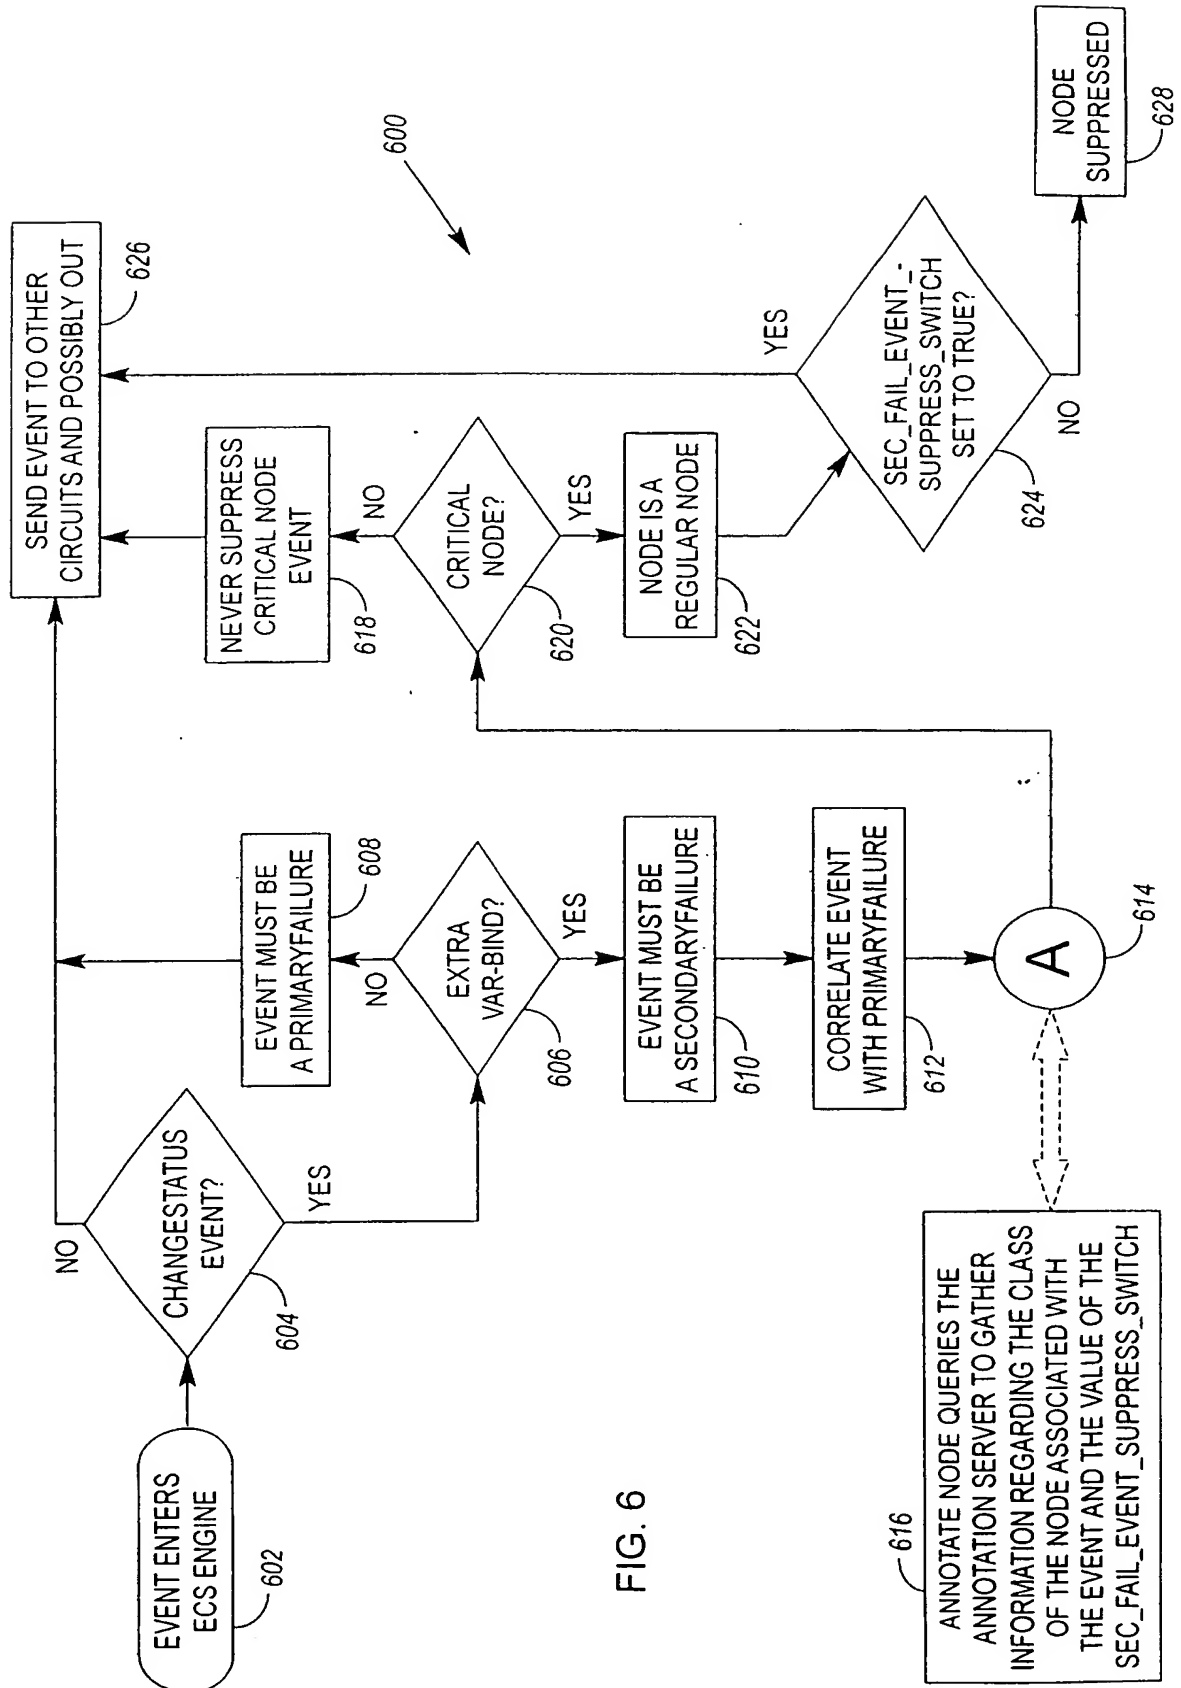 EVENT ENTERS
ECS ENGINE
602
CHANGESTATUS
EVENT?
604
NO
YES
EVENT MUST BE
A PRIMARYFAILURE
608
NO
EXTRA
VAR-BIND?
606
YES
EVENT MUST BE
A SECONDARYFAILURE
610
CORRELATE EVENT
WITH PRIMARYFAILURE
612
A
614
616
ANNOTATE NODE QUERIES THE
ANNOTATION SERVER TO GATHER
INFORMATION REGARDING THE CLASS
OF THE NODE ASSOCIATED WITH
THE EVENT AND THE VALUE OF THE
SEC_FAIL_EVENT_SUPPRESS_SWITCH
SEND EVENT TO OTHER
CIRCUITS AND POSSIBLY OUT
626
NEVER SUPPRESS
CRITICAL NODE
EVENT
618
NO
CRITICAL
NODE?
620
YES
NODE IS A
REGULAR NODE
622
600
YES
SEC_FAIL_EVENT_-
SUPPRESS_SWITCH
SET TO TRUE?
624
NO
NODE
SUPPRESSED
628
FIG. 6